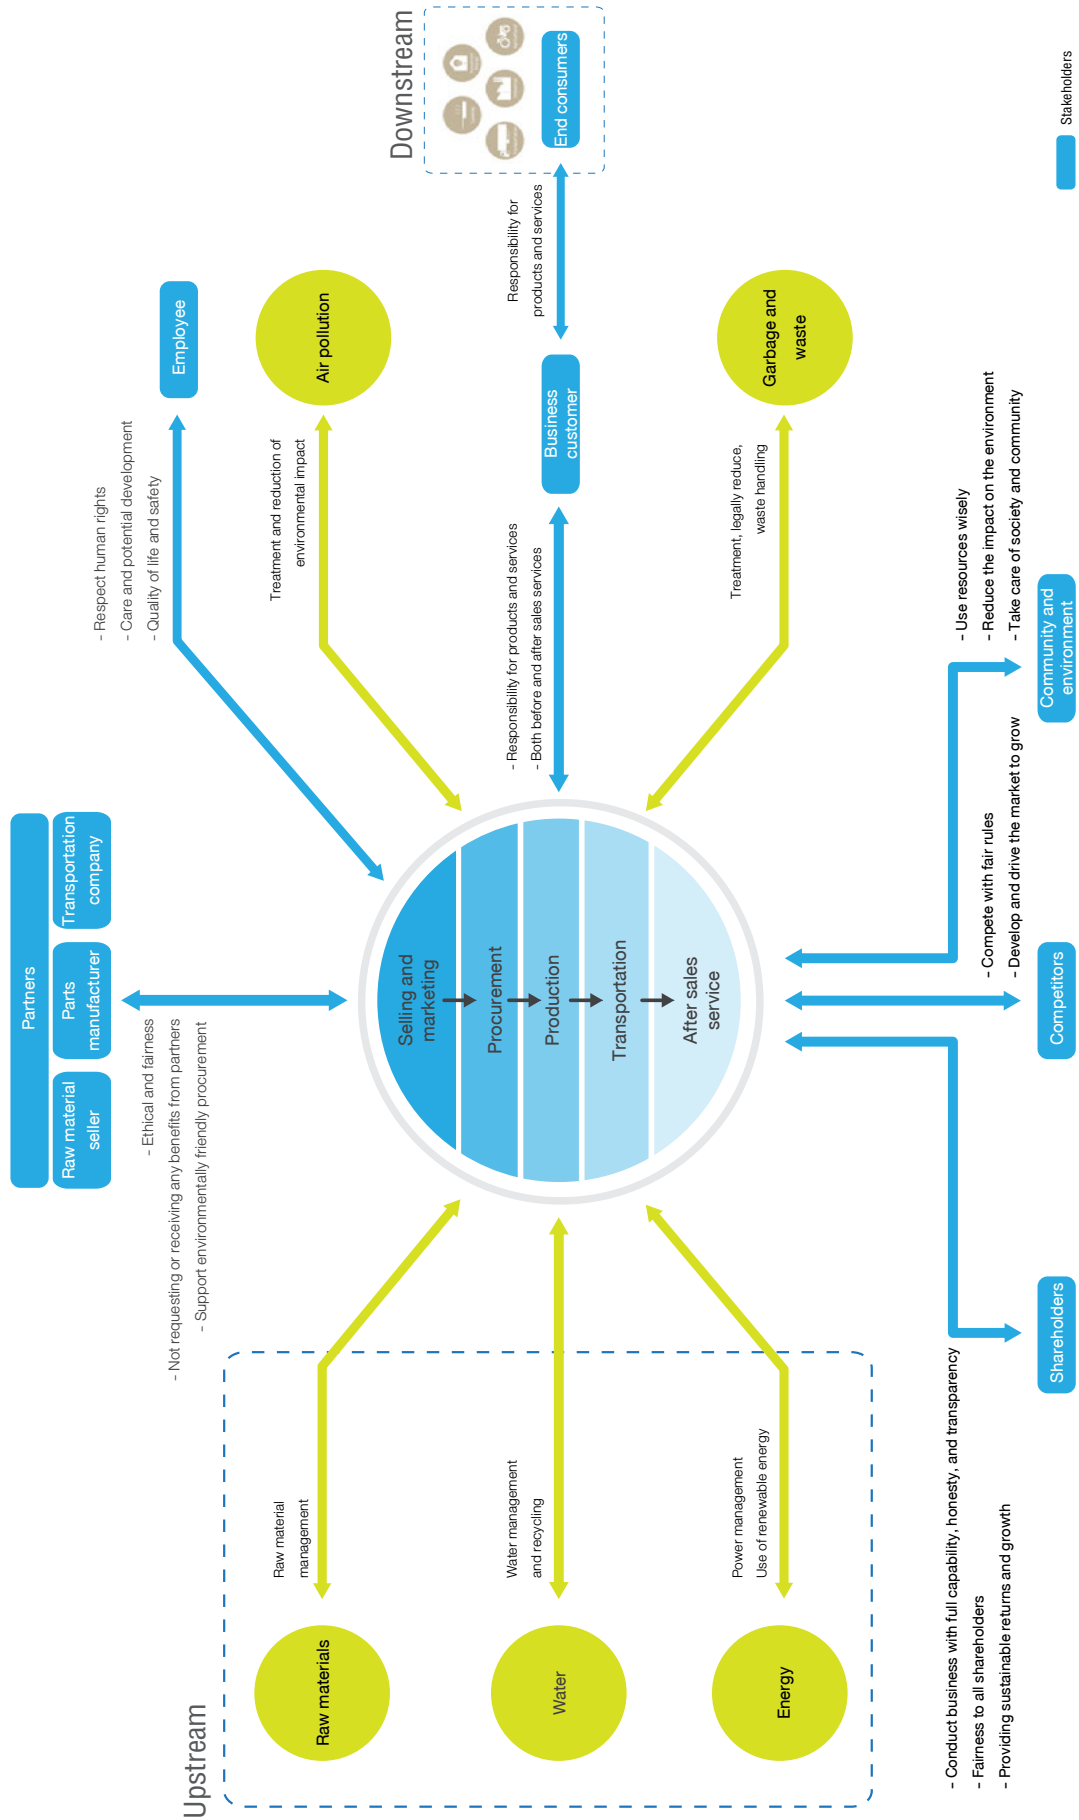 Partners
Raw material
seller
Parts
manufacturer
Transportation
company
- Ethical and fairness
- Not requesting or receiving any benefits from partners
- Support environmentally friendly procurement
- Respect human rights
- Care and potential development
- Quality of life and safety
Employee
Upstream
Raw materials
Raw material
management
Water
Water management
and recycling
Energy
Power management
Use of renewable energy
Selling and
marketing
Procurement
Production
Transportation
After sales
service
Treatment and reduction of
environmental impact
Air pollution
- Responsibility for products and services
- Both before and after sales services
Business
customer
Responsibility for
products and services
Downstream
End consumers
Treatment, legally reduce,
waste handling
Garbage and
waste
- Conduct business with full capability, honesty, and transparency
- Fairness to all shareholders
- Providing sustainable returns and growth
Shareholders
- Compete with fair rules
- Develop and drive the market to grow
Competitors
- Use resources wisely
- Reduce the impact on the environment
- Take care of society and community
Community and
environment
Stakeholders